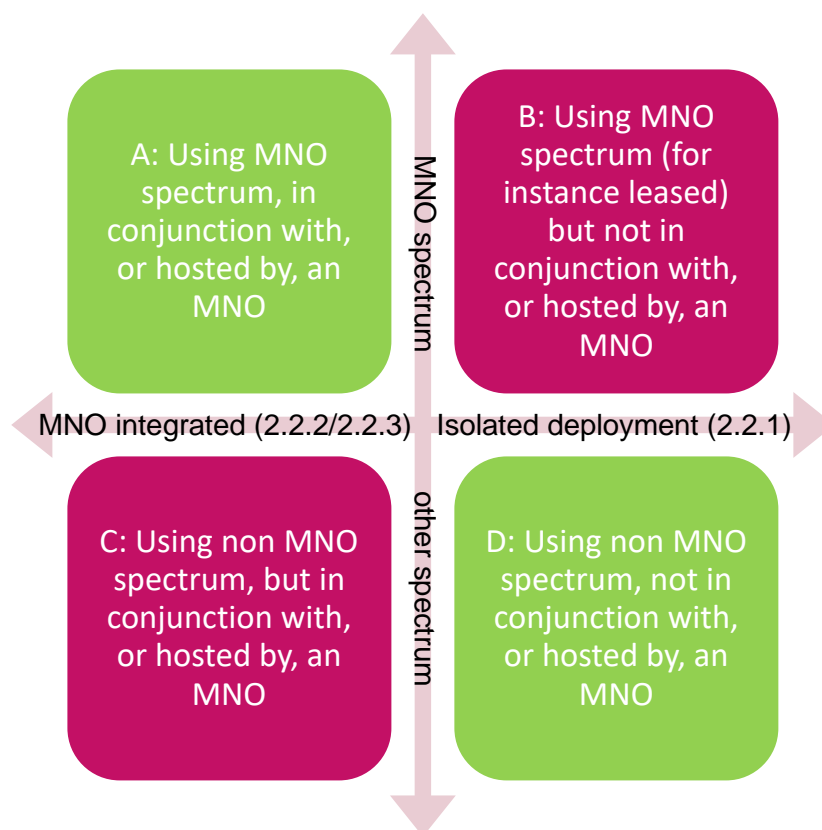 A: Using MNO
spectrum, in
conjunction with,
or hosted by, an
MNO
MNO spectrum
B: Using MNO
spectrum (for
instance leased)
but not in
conjunction with,
or hosted by, an
MNO
MNO integrated (2.2.2/2.2.3)
Isolated deployment (2.2.1)
C: Using non MNO
spectrum, but in
conjunction with,
or hosted by, an
MNO
other spectrum
D: Using non MNO
spectrum, not in
conjunction with,
or hosted by, an
MNO